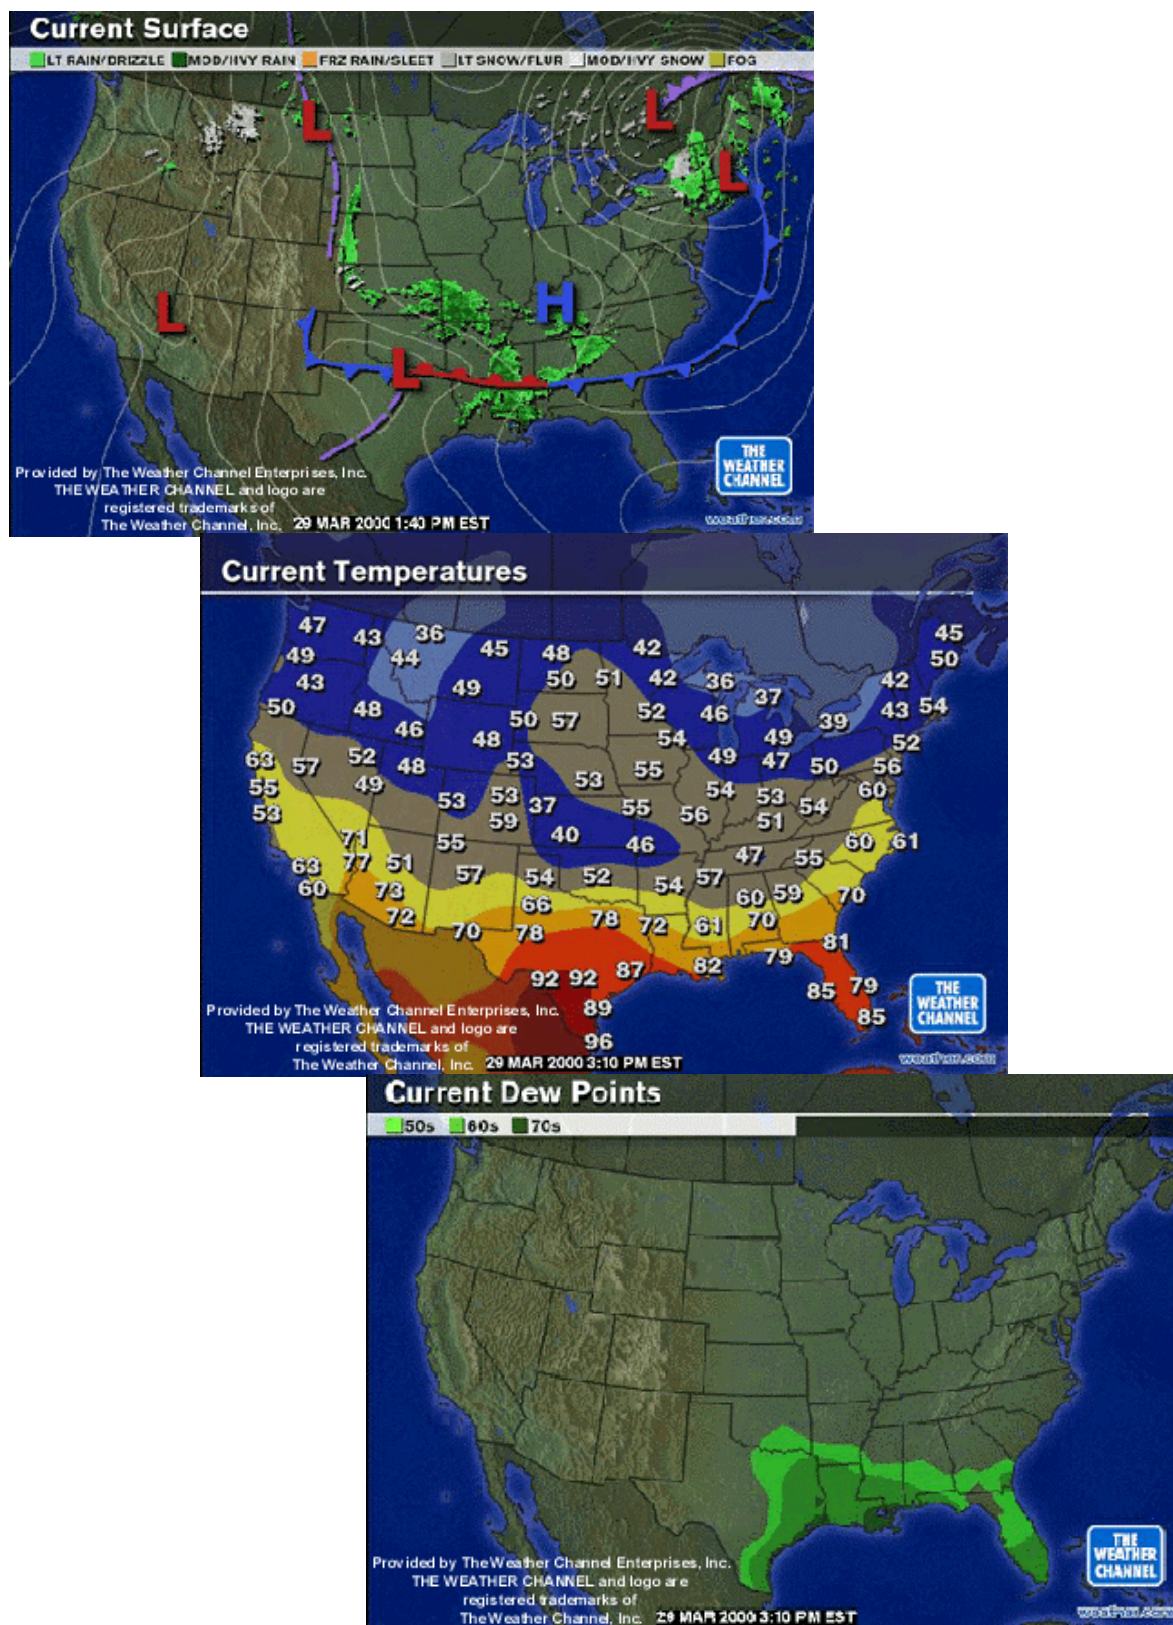 Current Surface
LT RAIN/DRIZZLE MOD/HVY RAIN FRZ RAIN/SLEET LT SNOW/FLUR MOD/HVY SNOW FOG
L
L
L
H
L
L
THE
WEATHER
CHANNEL
Provided by The Weather Channel Enterprises, Inc.
THE WEATHER CHANNEL and logo are
registered trademarks of
The Weather Channel, Inc. 29 MAR 2000 1:40 PM EST
weather.com
Current Temperatures
47 43 36 45 48 42 45
49 44 50 51 42 36 42 50
43 49 37
50 48 46 50 57 52 46 39 43 54
48 54 49 52
63 57 52 48 53 53 55 49 47 50 56
55 49 53 53 37 55 54 53 54 60
53 59 56 51
71 55 40 46 47 60 61
63 77 51 57 54 52 54 57 55
60 73 66 60 59 70
72 70 78 78 72 61 70 81
92 92 87 82 79 85 79
89 85
96
THE
WEATHER
CHANNEL
Provided by The Weather Channel Enterprises, Inc.
THE WEATHER CHANNEL and logo are
registered trademarks of
The Weather Channel, Inc. 29 MAR 2000 3:10 PM EST
weather.com
Current Dew Points
50s 60s 70s
THE
WEATHER
CHANNEL
Provided by The Weather Channel Enterprises, Inc.
THE WEATHER CHANNEL and logo are
registered trademarks of
The Weather Channel, Inc. 29 MAR 2000 3:10 PM EST
weather.com